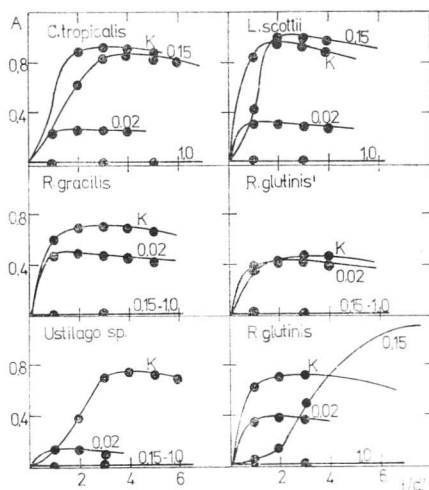 A
C.tropicalis
K
0,15
0,8
0,4
0.02
1,0
L.scottii
0,15
K
0.02
1,0
R.gracilis
K
0,8
0,4
0.02
0,15-1,0
R.glutinis'
K
0.02
0,15-1,0
Ustilago sp.
K
0,8
0,4
0,02
0,15-1,0
0
2
4
6
R.glutinis
0,15
K
0.02
1,0
0
2
4
6